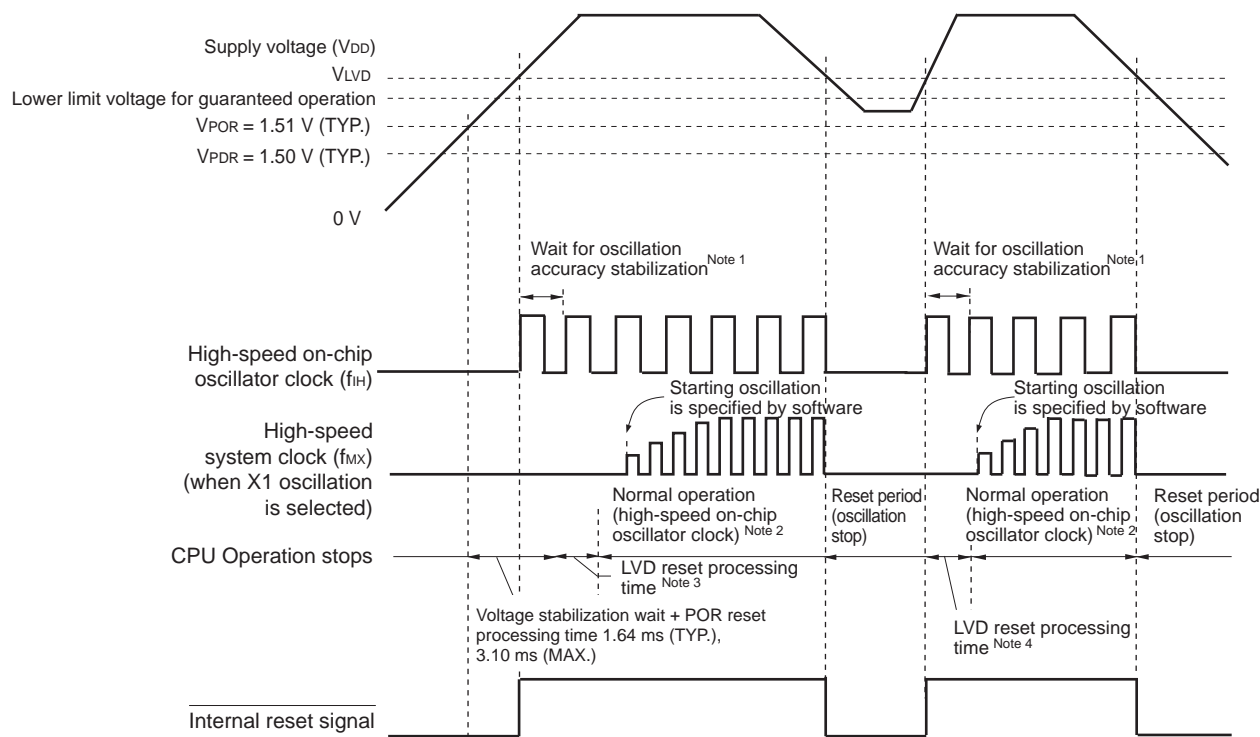 Supply voltage (VDD)
VLVD
Lower limit voltage for guaranteed operation
VPOR = 1.51 V (TYP.)
VPDR = 1.50 V (TYP.)
0 V
Wait for oscillation
accuracy stabilization Note 1
Wait for oscillation
accuracy stabilization Note 1
High-speed on-chip
oscillator clock (fIH)
Starting oscillation
is specified by software
Starting oscillation
is specified by software
High-speed
system clock (fMX)
(when X1 oscillation
is selected)
Normal operation
(high-speed on-chip
oscillator clock) Note 2
Reset period
(oscillation
stop)
Normal operation
(high-speed on-chip
oscillator clock) Note 2
Reset period
(oscillation
stop)
CPU Operation stops
LVD reset processing
time Note 3
Voltage stabilization wait + POR reset
processing time 1.64 ms (TYP.),
3.10 ms (MAX.)
LVD reset processing
time Note 4
Internal reset signal